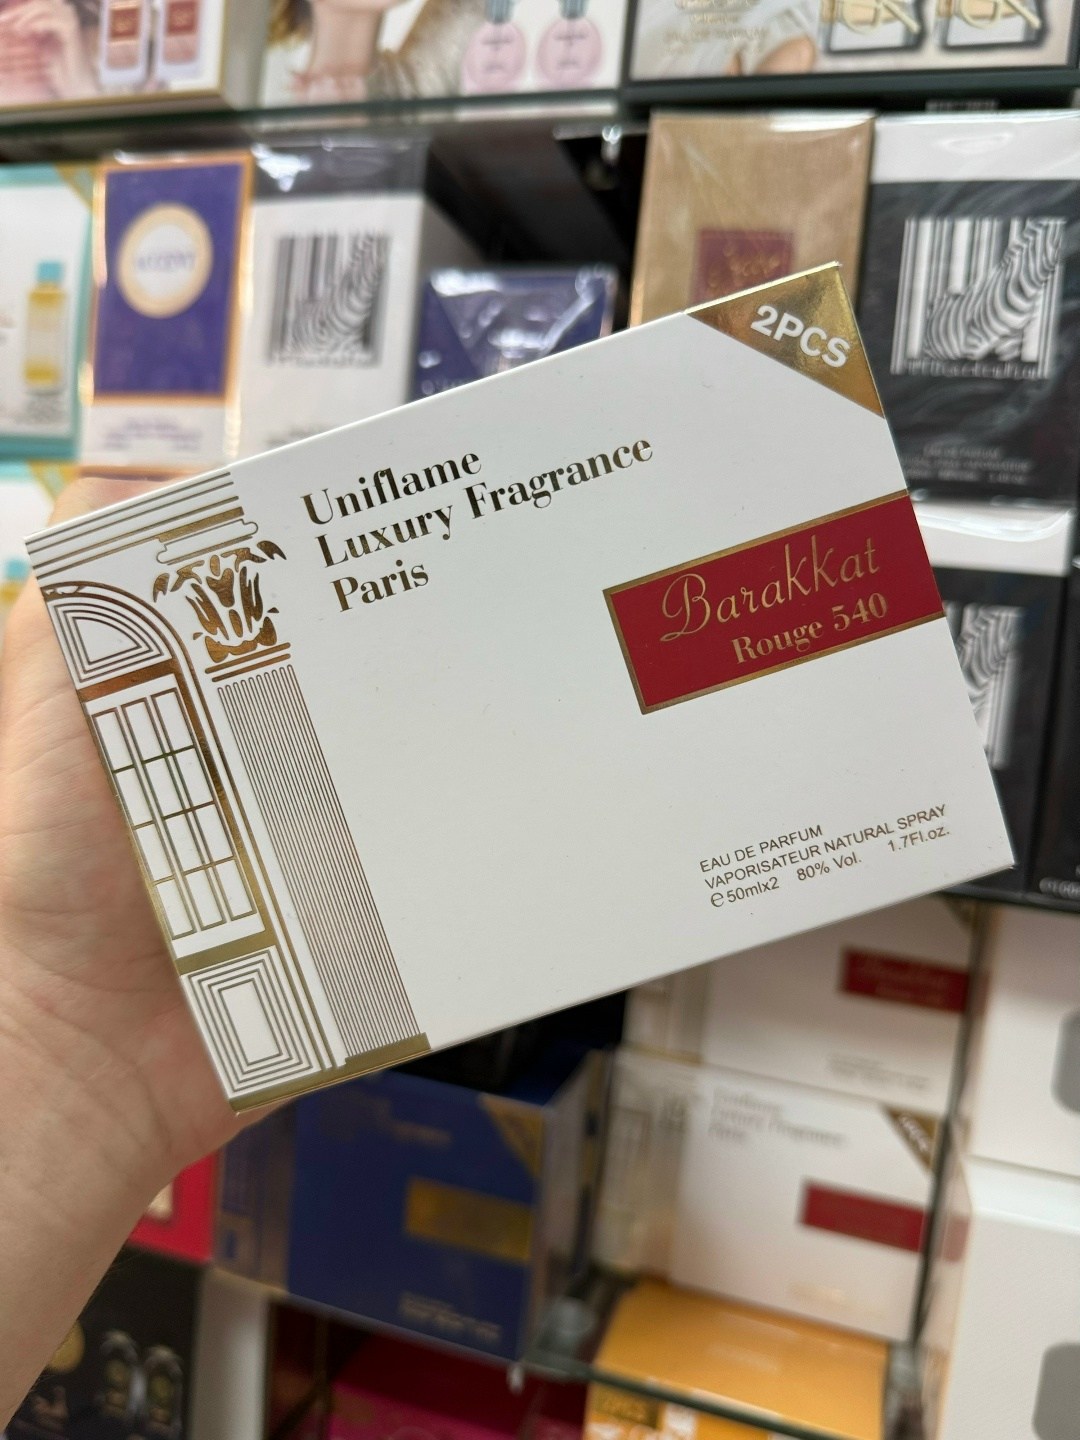 2PCS
Uniflame
Luxury Fragrance
Paris
Barakkat
Rouge 540
EAU DE PARFUM
VAPORISATEUR NATURAL SPRAY
℮50mlx2 80% Vol. 1.7Fl.oz.